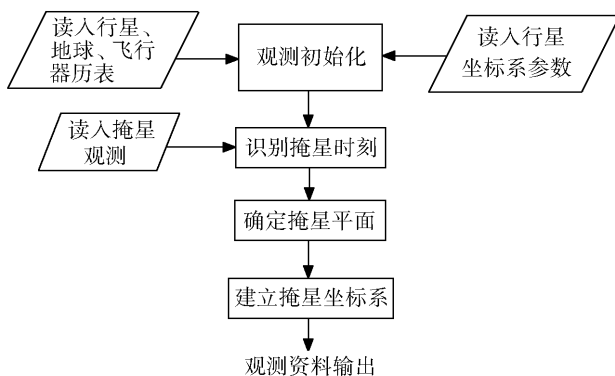 读入行星、
地球、飞行
器历表
观测初始化
读入行星
坐标系参数
读入掩星
观测
识别掩星时刻
确定掩星平面
建立掩星坐标系
观测资料输出